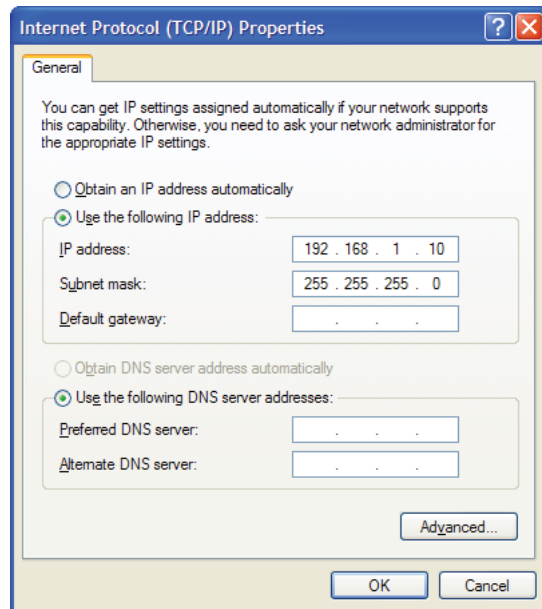 Internet Protocol (TCP/IP) Properties
General
You can get IP settings assigned automatically if your network supports
this capability. Otherwise, you need to ask your network administrator for
the appropriate IP settings.
Obtain an IP address automatically
Use the following IP address:
IP address: 192 . 168 . 1 . 10
Subnet mask: 255 . 255 . 255 . 0
Default gateway: . . .
Obtain DNS server address automatically
Use the following DNS server addresses:
Preferred DNS server: . . .
Alternate DNS server: . . .
Advanced...
OK Cancel